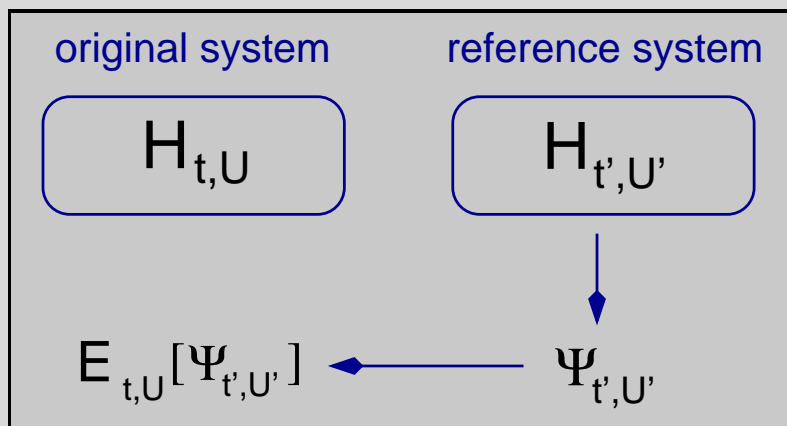 original system reference system
H_{t,U} H_{t’,U’}
E_{t,U}[Ψ_{t’,U’}] Ψ_{t’,U’}